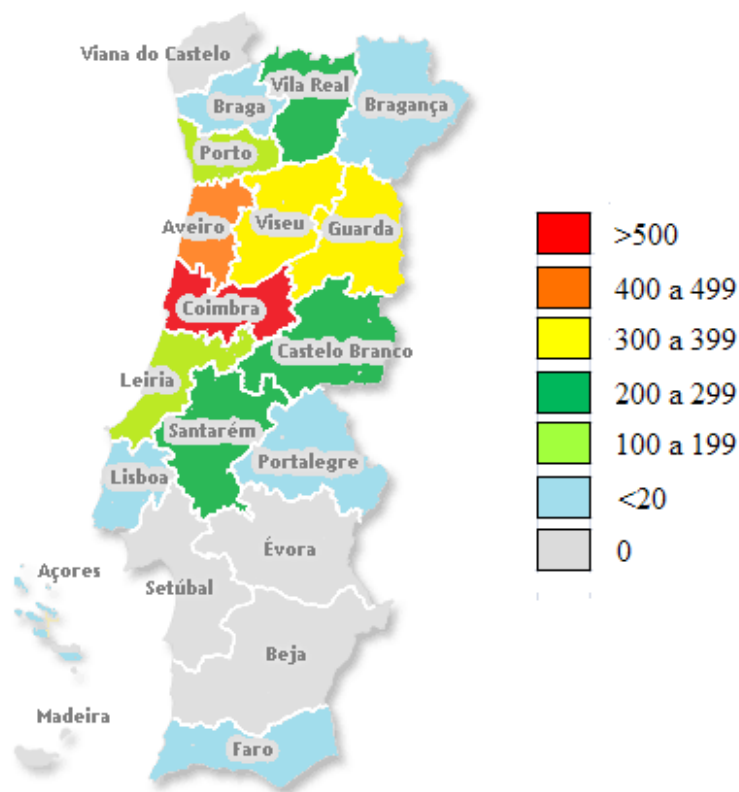 Viana do Castelo
Vila Real
Braga
Bragança
Porto
Aveiro
Viseu
Guarda
Coimbra
Castelo Branco
Leiria
Santarém
Lisboa
Portalegre
Évora
Açores
Setúbal
Beja
Madeira
Faro
>500
400 a 499
300 a 399
200 a 299
100 a 199
<20
0